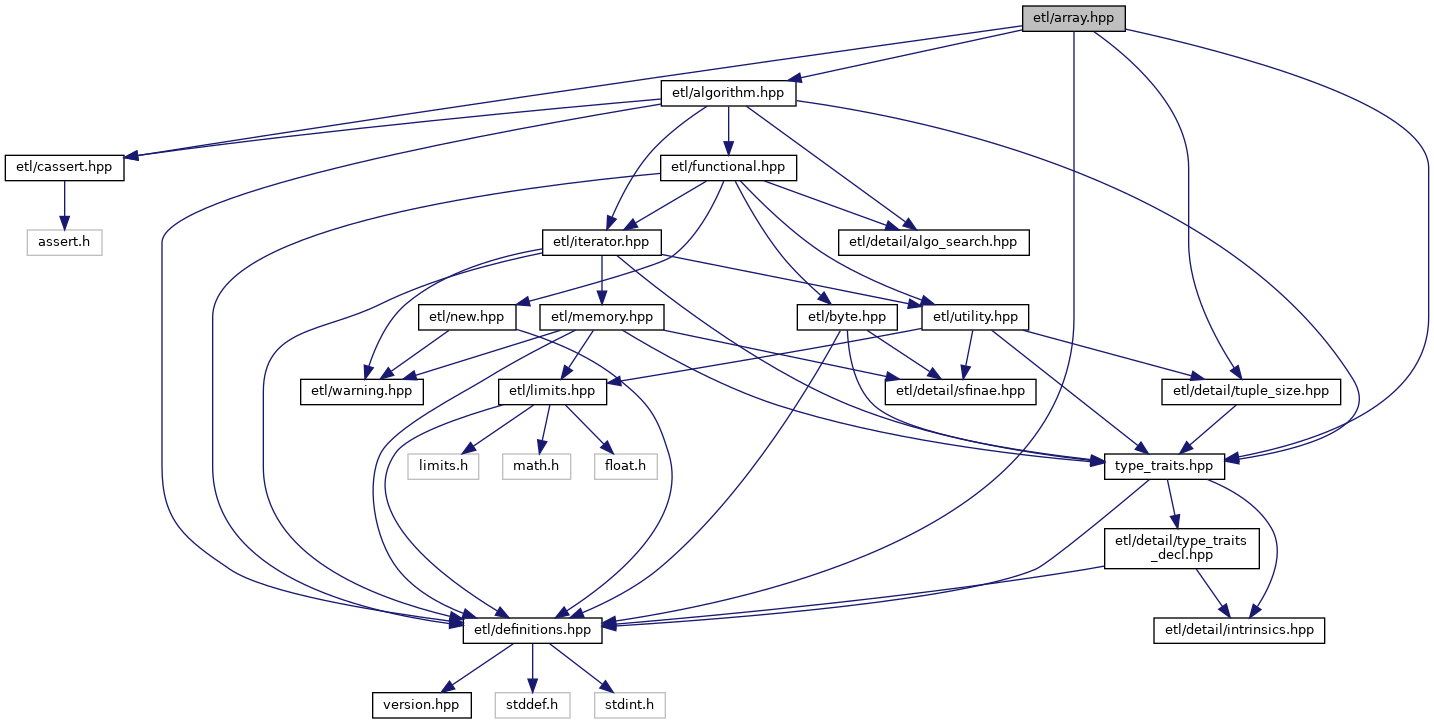 etl/array.hpp
etl/algorithm.hpp
etl/cassert.hpp
etl/functional.hpp
assert.h
etl/iterator.hpp
etl/detail/algo_search.hpp
etl/new.hpp
etl/memory.hpp
etl/byte.hpp
etl/utility.hpp
etl/warning.hpp
etl/limits.hpp
etl/detail/sfinae.hpp
etl/detail/tuple_size.hpp
limits.h
math.h
float.h
type_traits.hpp
etl/detail/type_traits
_decl.hpp
etl/definitions.hpp
etl/detail/intrinsics.hpp
version.hpp
stddef.h
stdint.h